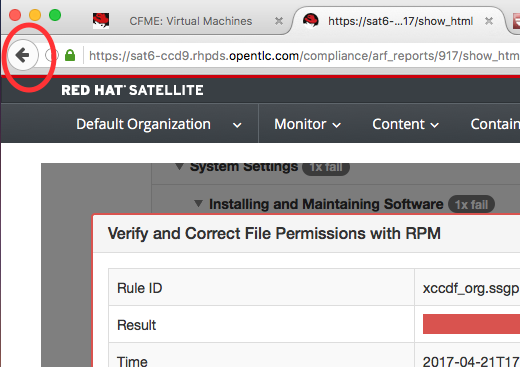 CFME: Virtual Machines
https://sat6-...17/show_html
https://sat6-ccd9.rhpds.opentlc.com/compliance/arf_reports/917/show_htm
RED HAT SATELLITE
Default Organization Monitor Content Contain
System Settings 1x fail
Installing and Maintaining Software 1x fail
Verify and Correct File Permissions with RPM
Rule ID xccdf_org.ssgp
Result
Time 2017-04-21T17